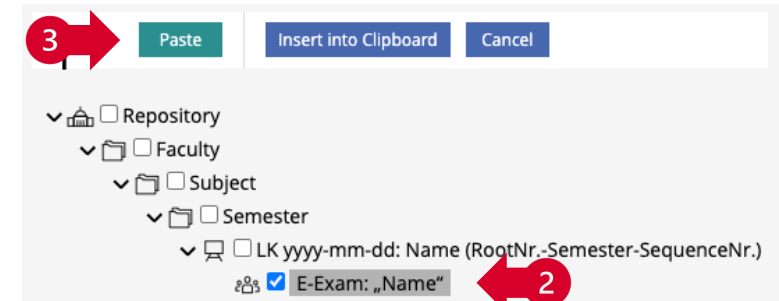 3 Paste Insert into Clipboard Cancel
Repository
Faculty
Subject
Semester
LK yyyy-mm-dd: Name (RootNr.-Semester-SequenceNr.)
E-Exam: „Name“ 2